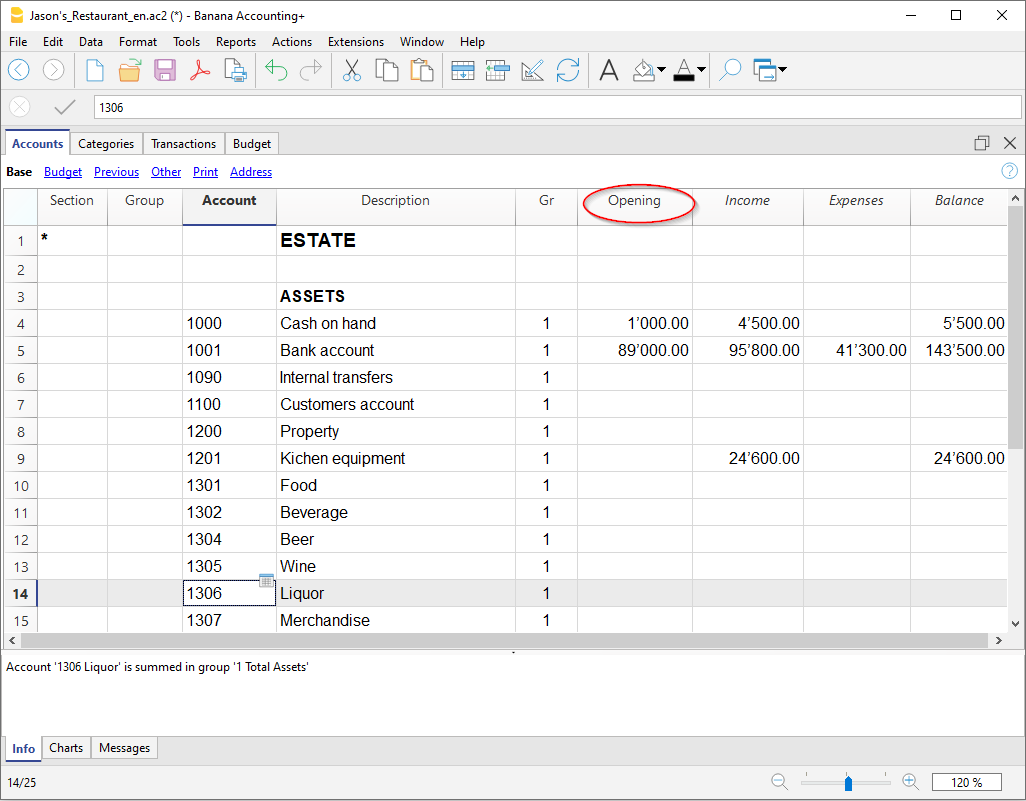 Jason's_Restaurant_en.ac2 (*) - Banana Accounting+
File Edit Data Format Tools Reports Actions Extensions Window Help
1306
Accounts Categories Transactions Budget
Base Budget Previous Other Print Address
Section Group Account Description Gr Opening Income Expenses Balance
1 * ESTATE
2
3 ASSETS
4 1000 Cash on hand 1 1’000.00 4’500.00 5’500.00
5 1001 Bank account 1 89’000.00 95’800.00 41’300.00 143’500.00
6 1090 Internal transfers 1
7 1100 Customers account 1
8 1200 Property 1
9 1201 Kichen equipment 1 24’600.00 24’600.00
10 1301 Food 1
11 1302 Beverage 1
12 1304 Beer 1
13 1305 Wine 1
14 1306 Liquor 1
15 1307 Merchandise 1
Account '1306 Liquor' is summed in group '1 Total Assets'
Info Charts Messages
14/25 120 %